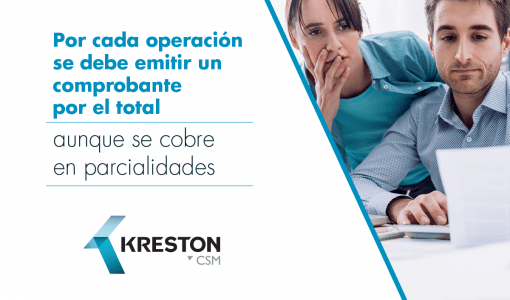 Por cada operación
se debe emitir un
comprobante
por el total
aunque se cobre
en parcialidades
KRESTON
CSM